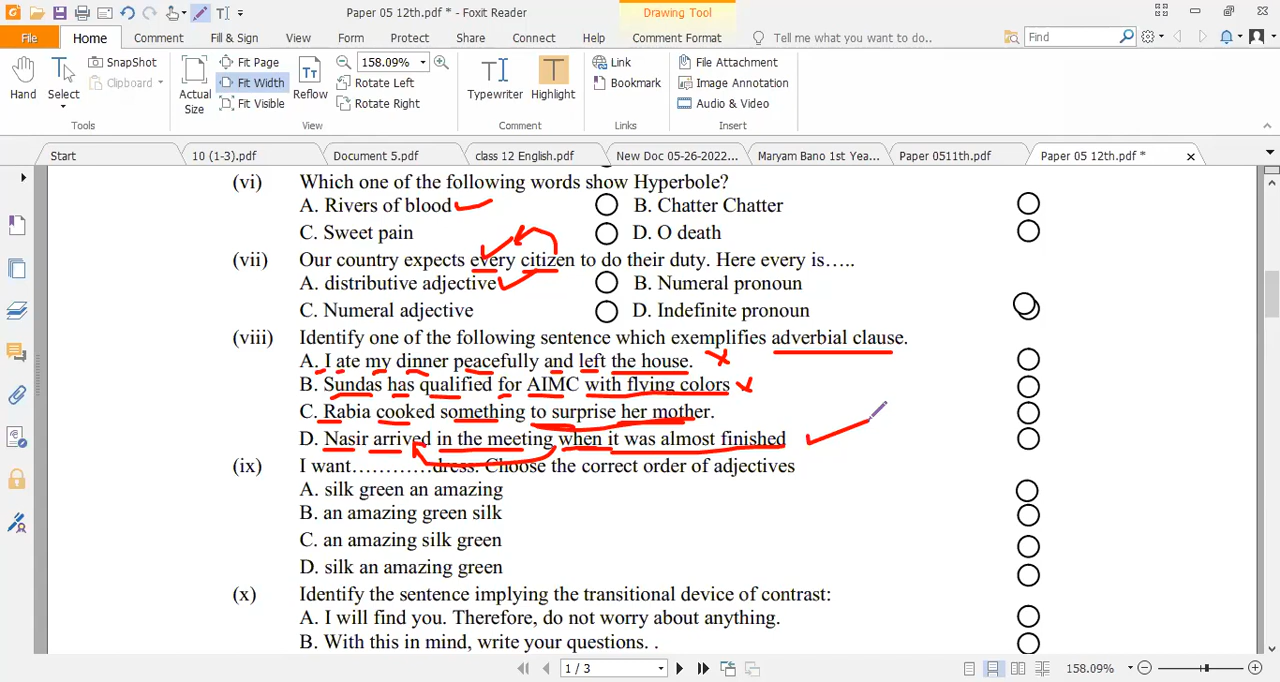 Paper 05 12th.pdf * - Foxit Reader Drawing Tool
File Home Comment Fill & Sign View Form Protect Share Connect Help Comment Format Tell me what you want to do.. Find
SnapShot Fit Page 158.09% Link File Attachment
Clipboard Fit Width Rotate Left Bookmark Image Annotation
Hand Select Actual Size Fit Visible Reflow Rotate Right Typewriter Highlight Audio & Video
Tools View Comment Links Insert
Start 10 (1-3).pdf Document 5.pdf class 12 English.pdf New Doc 05-26-2022... Maryam Bano 1st Yea... Paper 0511th.pdf Paper 05 12th.pdf *
(vi) Which one of the following words show Hyperbole?
A. Rivers of blood B. Chatter Chatter
C. Sweet pain D. O death
(vii) Our country expects every citizen to do their duty. Here every is…..
A. distributive adjective B. Numeral pronoun
C. Numeral adjective D. Indefinite pronoun
(viii) Identify one of the following sentence which exemplifies adverbial clause.
A. I ate my dinner peacefully and left the house.
B. Sundas has qualified for AIMC with flying colors
C. Rabia cooked something to surprise her mother.
D. Nasir arrived in the meeting when it was almost finished
(ix) I want…………dress. Choose the correct order of adjectives
A. silk green an amazing
B. an amazing green silk
C. an amazing silk green
D. silk an amazing green
(x) Identify the sentence implying the transitional device of contrast:
A. I will find you. Therefore, do not worry about anything.
B. With this in mind, write your questions. .
1 / 3 158.09%